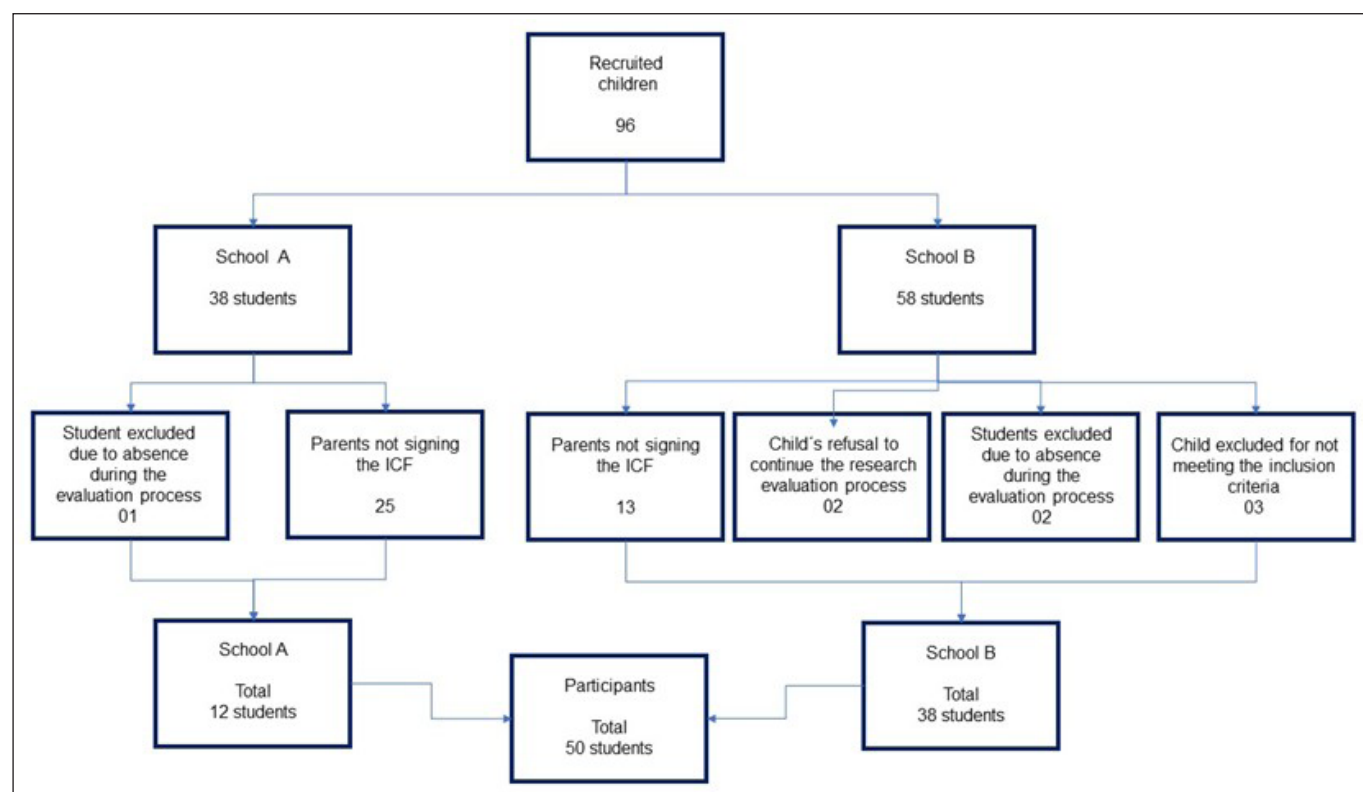 Recruited
children
96
School A
38 students
School B
58 students
Student excluded
due to absence
during the
evaluation process
01
Parents not signing
the ICF
25
Parents not signing
the ICF
13
Child´s refusal to
continue the research
evaluation process
02
Students excluded
due to absence
during the
evaluation process
02
Child excluded for not
meeting the inclusion
criteria
03
School A
Total
12 students
Participants
Total
50 students
School B
Total
38 students